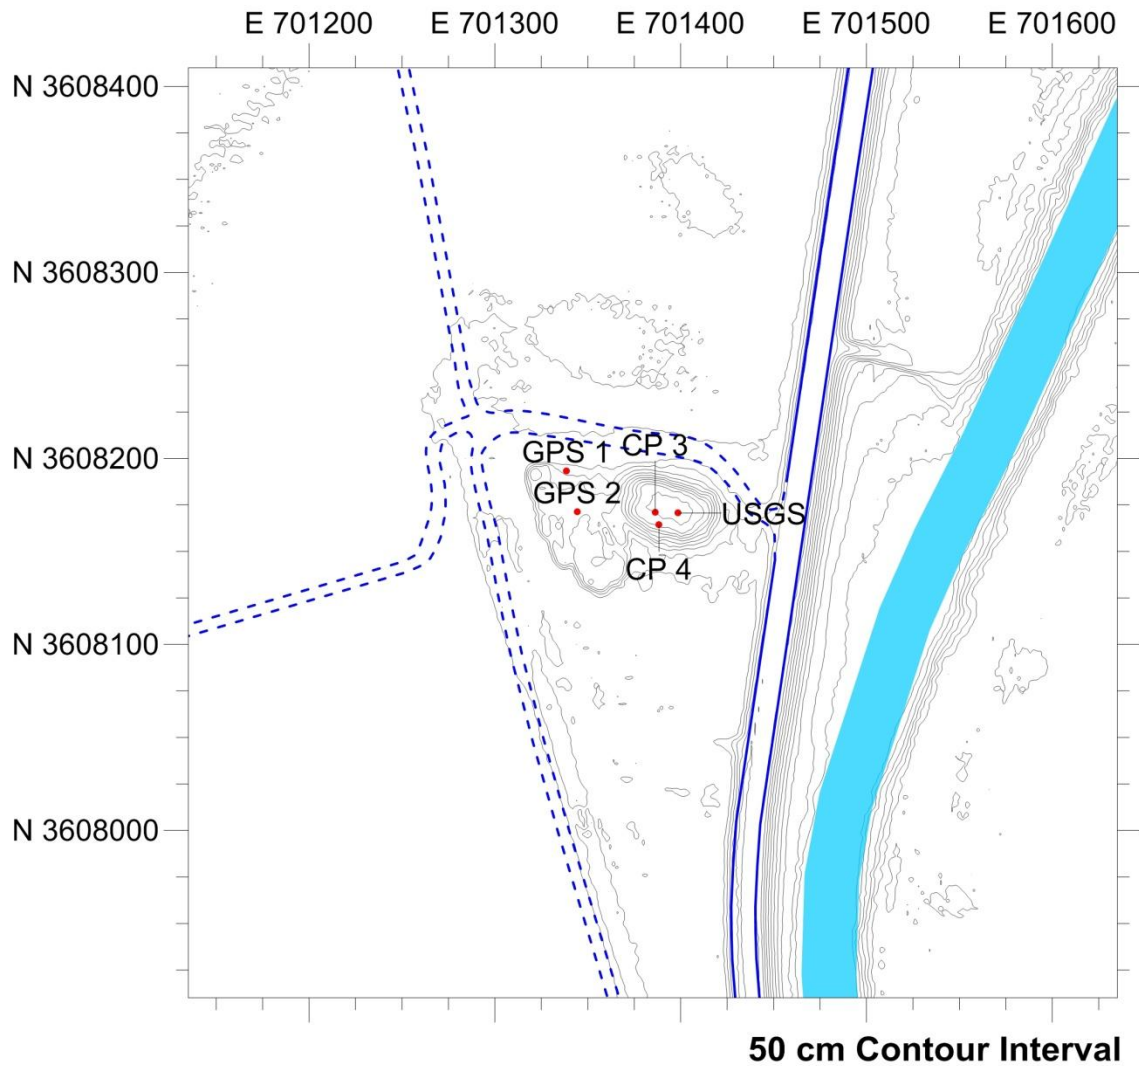 E 701200 E 701300 E 701400 E 701500 E 701600
N 3608400
N 3608300
N 3608200
GPS 1 CP 3
GPS 2
USGS
CP 4
N 3608100
N 3608000
50 cm Contour Interval